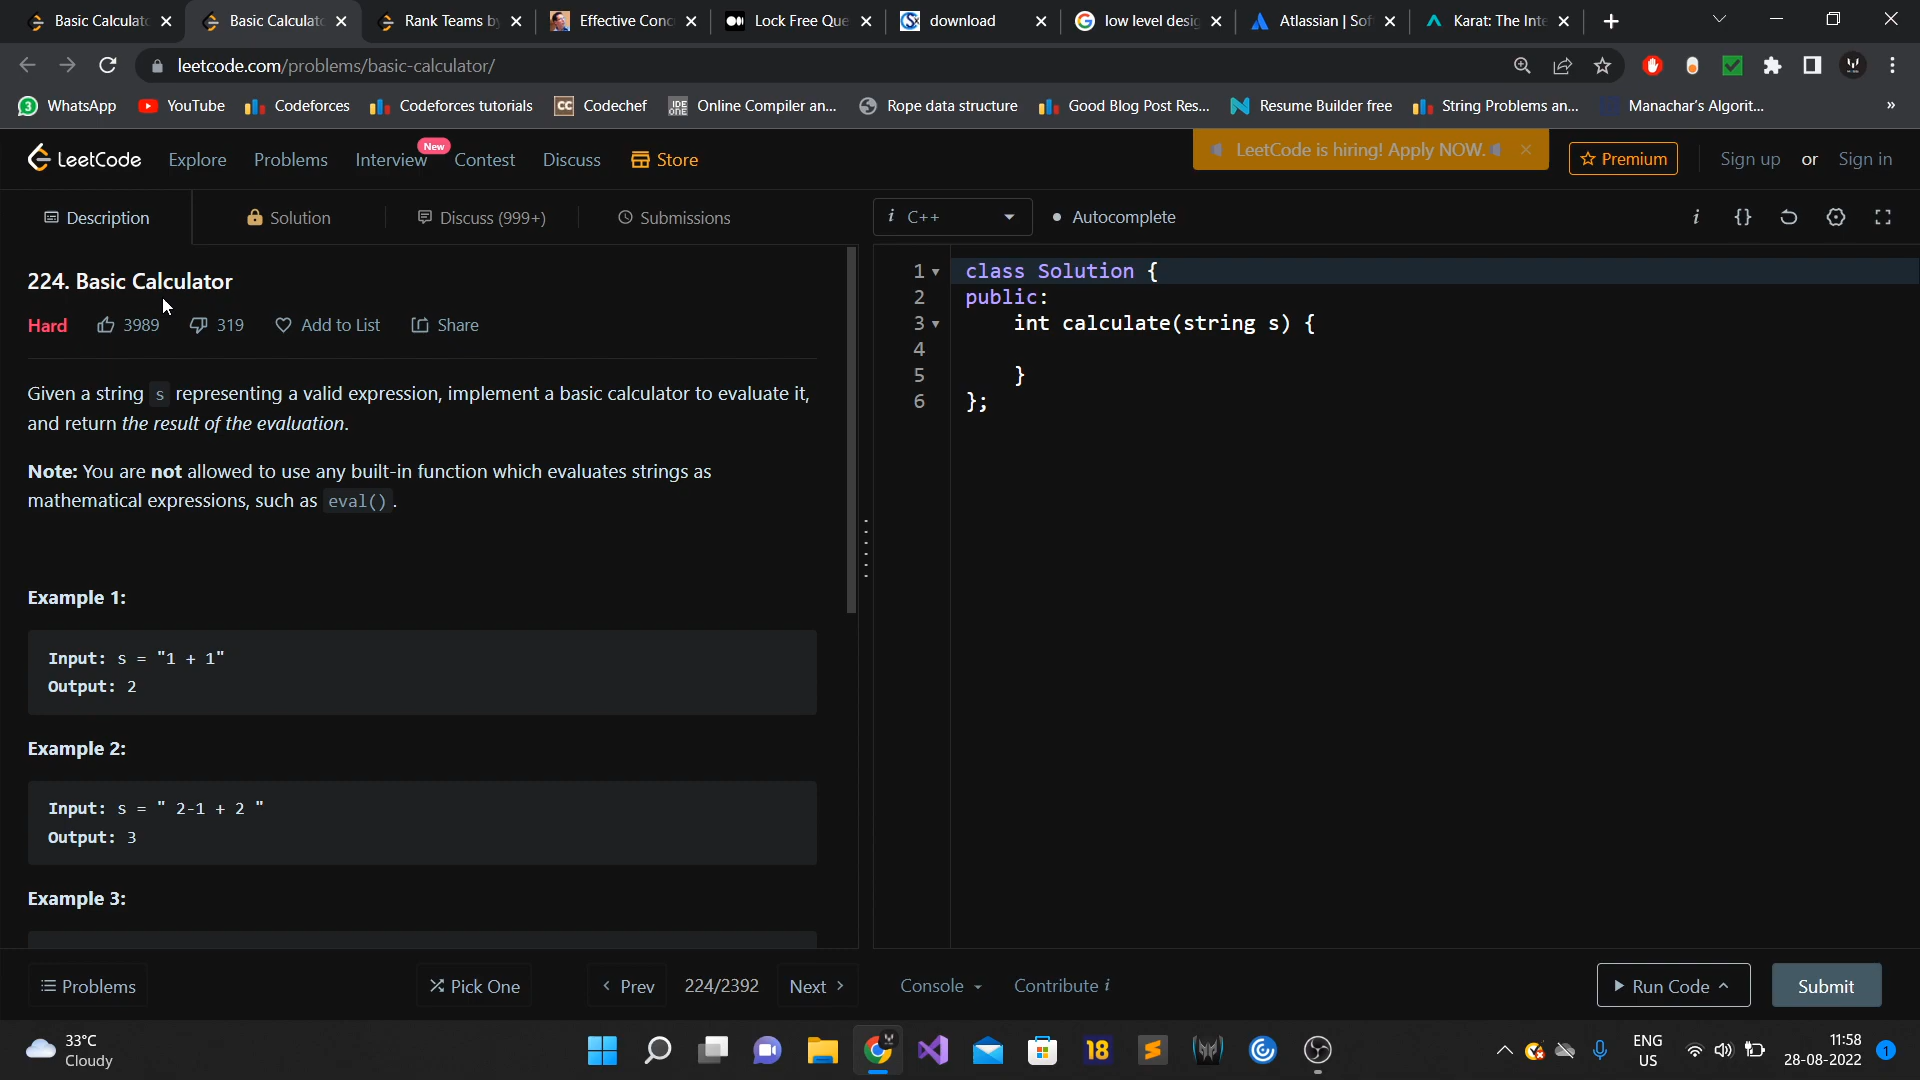 Basic Calculat
Basic Calculat
Rank Teams by
Effective Conc
Lock Free Que
download
low level desig
Atlassian | Sof
Karat: The Inte
leetcode.com/problems/basic-calculator/
3
WhatsApp
YouTube
Codeforces
Codeforces tutorials
CC
Codechef
IDE
ONE
Online Compiler an...
Rope data structure
Good Blog Post Res...
Resume Builder free
String Problems an...
Manachar's Algorit...
»
LeetCode
Explore
Problems
Interview
New
Contest
Discuss
Store
LeetCode is hiring! Apply NOW.
Premium
Sign up
or
Sign in
Description
Solution
Discuss (999+)
Submissions
i C++
Autocomplete
i
{}
224. Basic Calculator
Hard
3989
319
Add to List
Share
Given a string s representing a valid expression, implement a basic calculator to evaluate it,
and return the result of the evaluation.
Note: You are not allowed to use any built-in function which evaluates strings as
mathematical expressions, such as eval().
Example 1:
Input: s = "1 + 1"
Output: 2
Example 2:
Input: s = " 2-1 + 2 "
Output: 3
Example 3:
1 class Solution {
2 public:
3 int calculate(string s) {
4
5 }
6 };
Problems
Pick One
Prev
224/2392
Next
Console
Contribute i
Run Code
Submit
33°C
Cloudy
18
ENG
US
11:58
28-08-2022
1